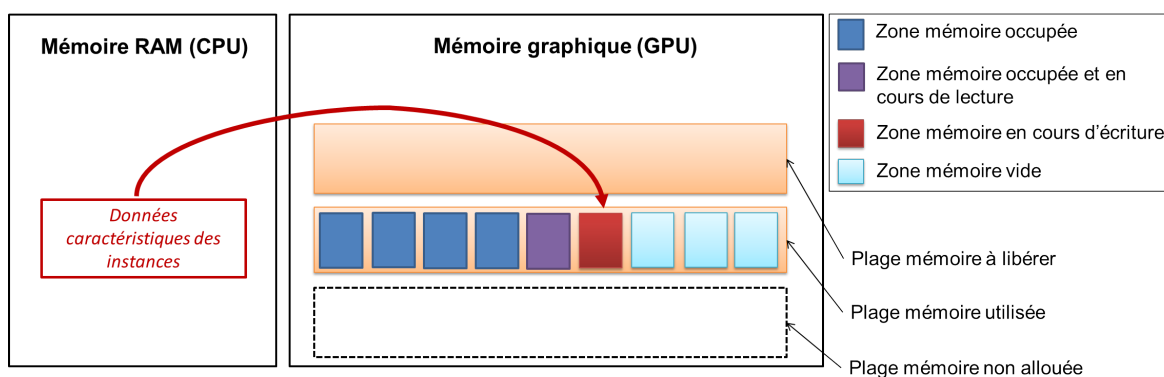 Mémoire RAM (CPU)
Données
caractéristiques des
instances
Mémoire graphique (GPU)
Zone mémoire occupée
Zone mémoire occupée et en
cours de lecture
Zone mémoire en cours d'écriture
Zone mémoire vide
Plage mémoire à libérer
Plage mémoire utilisée
Plage mémoire non allouée